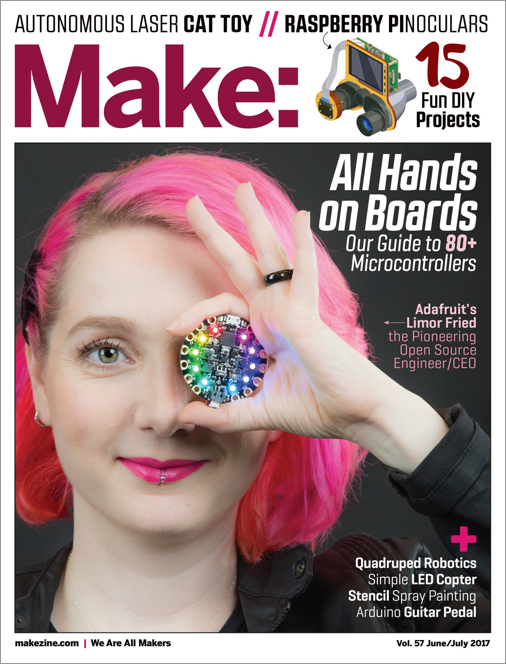 AUTONOMOUS LASER CAT TOY // RASPBERRY PINOCULARS
Make:
15
Fun DIY
Projects
All Hands
on Boards
Our Guide to 80+
Microcontrollers
Adafruit's
Limor Fried
the Pioneering
Open Source
Engineer/CEO
+
Quadruped Robotics
Simple LED Copter
Stencil Spray Painting
Arduino Guitar Pedal
makezine.com | We Are All Makers
Vol. 57 June/July 2017